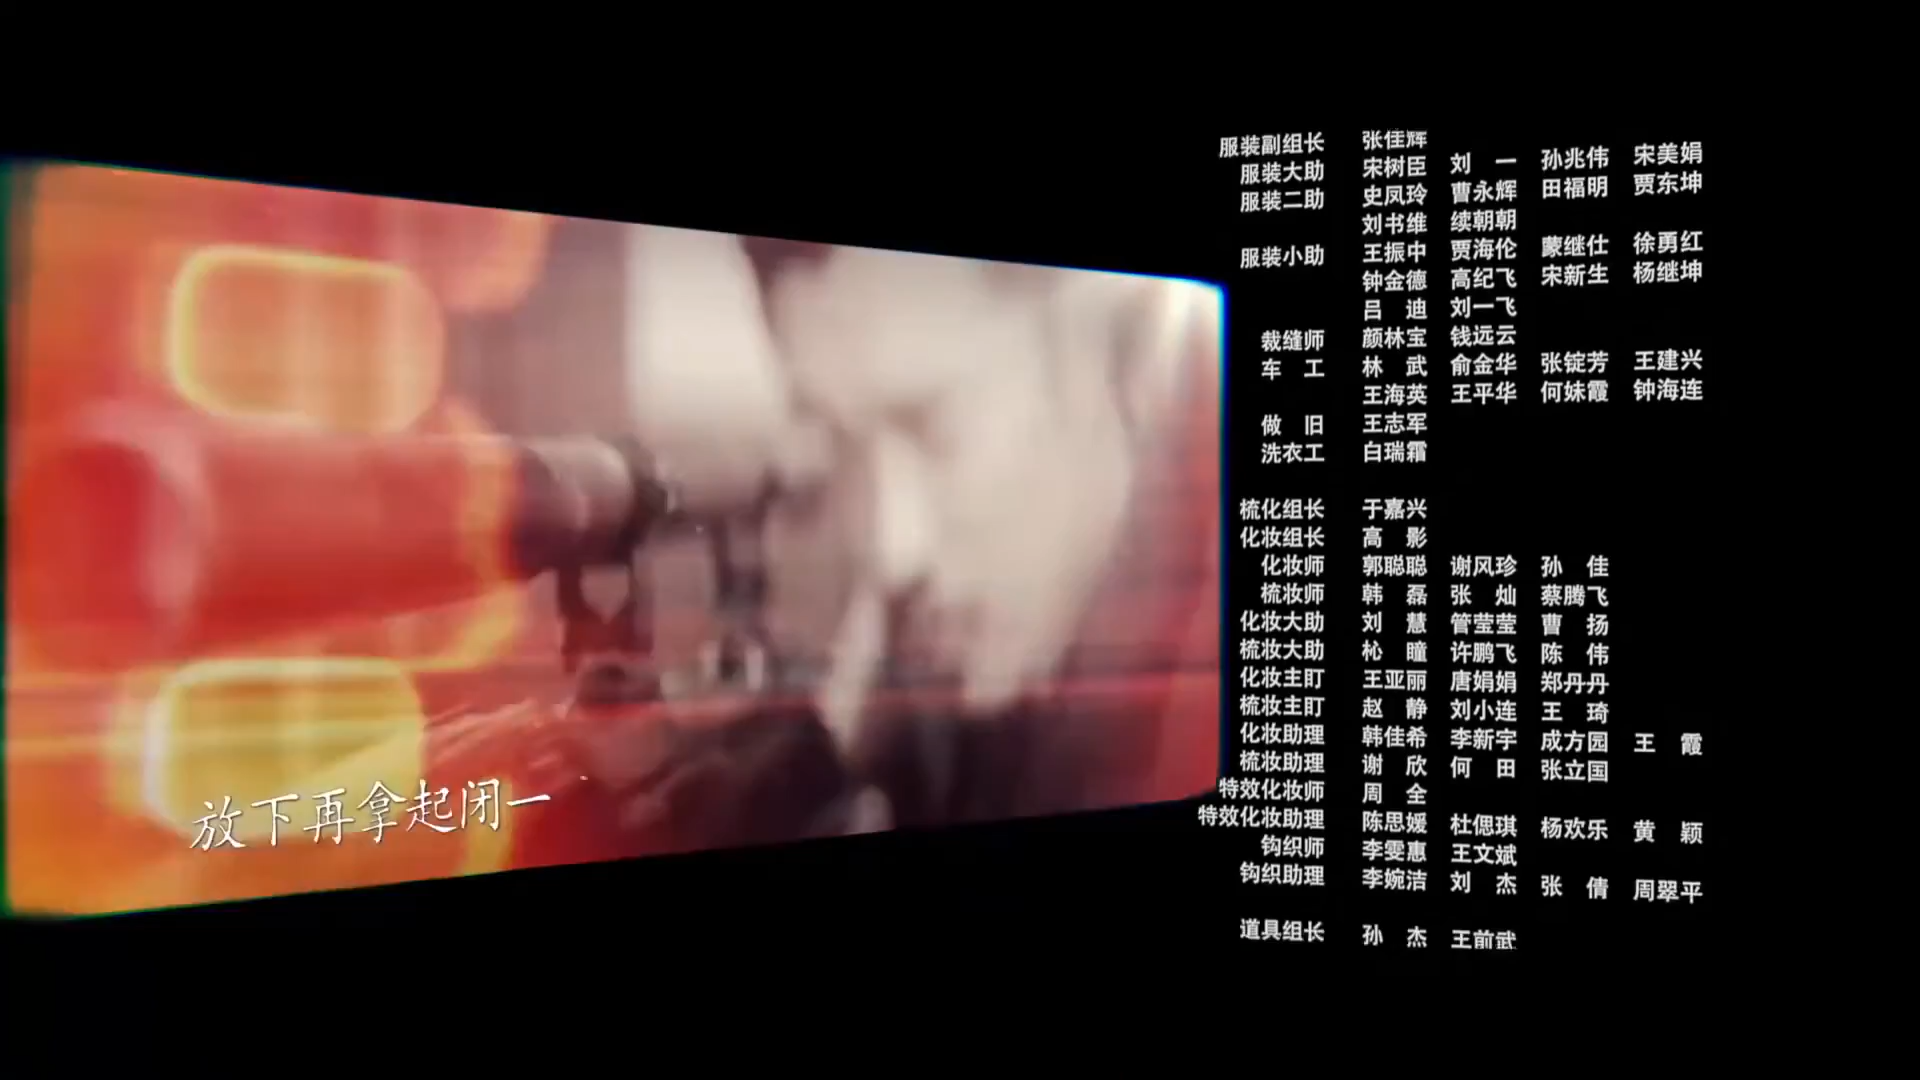 放下再拿起闭一
服装副组长 张佳辉
服装大助 宋树臣 刘 一 孙兆伟 宋美娟
服装二助 史凤玲 曹永辉 田福明 贾东坤
刘书维 续朝朝
服装小助 王振中 贾海伦 蒙继仕 徐勇红
钟金德 高纪飞 宋新生 杨继坤
吕 迪 刘一飞
裁缝师 颜林宝 钱远云
车 工 林 武 俞金华 张锭芳 王建兴
王海英 王平华 何妹霞 钟海连
做 旧 王志军
洗衣工 白瑞霜
梳化组长 于嘉兴
化妆组长 高 影
化妆师 郭聪聪 谢风珍 孙 佳
梳妆师 韩 磊 张 灿 蔡腾飞
化妆大助 刘 慧 管莹莹 曹 扬
梳妆大助 杺 瞳 许鹏飞 陈 伟
化妆主盯 王亚丽 唐娟娟 郑丹丹
梳妆主盯 赵 静 刘小连 王 琦
化妆助理 韩佳希 李新宇 成方园 王 霞
梳妆助理 谢 欣 何 田 张立国
特效化妆师 周 全
特效化妆助理 陈思媛 杜偲琪 杨欢乐 黄 颖
钩织师 李雯惠 王文斌
钩织助理 李婉洁 刘 杰 张 倩 周翠平
道具组长 孙 杰 王前武